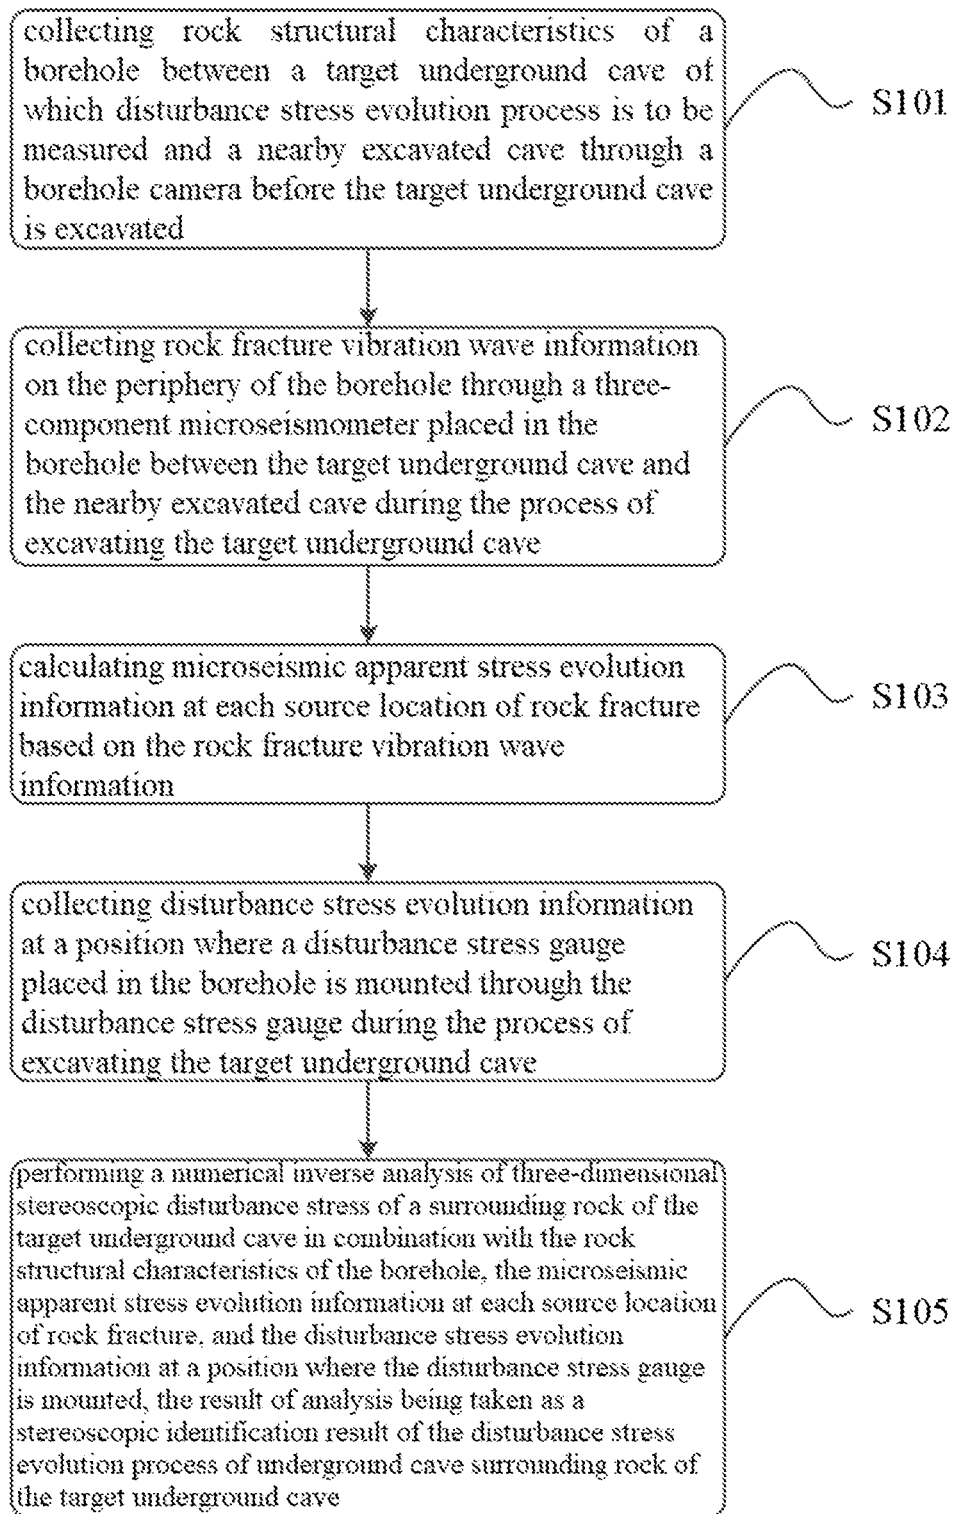 collecting rock structural characteristics of a
borehole between a target underground cave of
which disturbance stress evolution process is to be
measured and a nearby excavated cave through a
borehole camera before the target underground cave
is excavated
S101
collecting rock fracture vibration wave information
on the periphery of the borehole through a three-
component microseismometer placed in the
borehole between the target underground cave and
the nearby excavated cave during the process of
excavating the target underground cave
S102
calculating microseismic apparent stress evolution
information at each source location of rock fracture
based on the rock fracture vibration wave
information
S103
collecting disturbance stress evolution information
at a position where a disturbance stress gauge
placed in the borehole is mounted through the
disturbance stress gauge during the process of
excavating the target underground cave
S104
performing a numerical inverse analysis of three-dimensional
stereoscopic disturbance stress of a surrounding rock of the
target underground cave in combination with the rock
structural characteristics of the borehole, the microseismic
apparent stress evolution information at each source location
of rock fracture, and the disturbance stress evolution
information at a position where the disturbance stress gauge
is mounted, the result of analysis being taken as a
stereoscopic identification result of the disturbance stress
evolution process of underground cave surrounding rock of
the target underground cave
S105